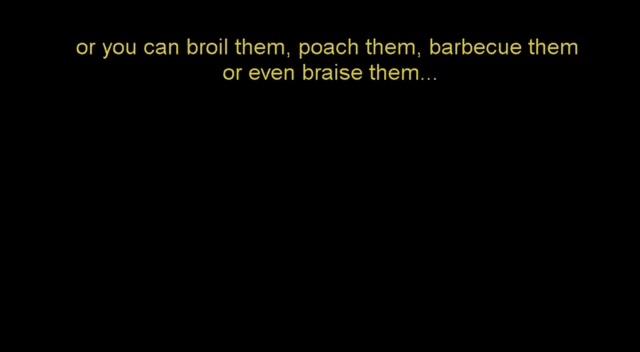 or you can broil them, poach them, barbecue them
or even braise them...